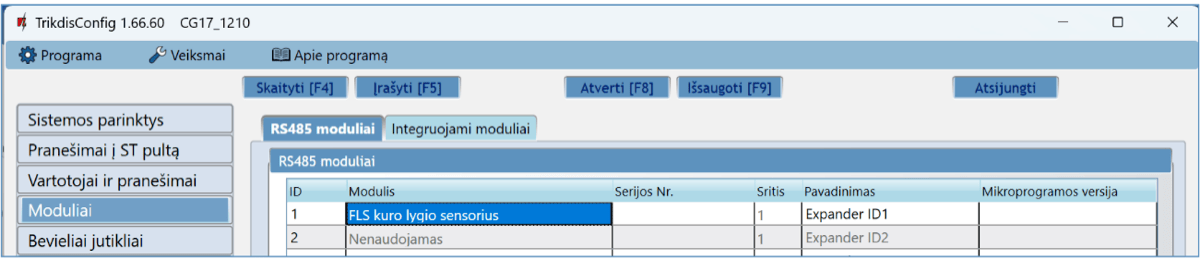 TrikdisConfig 1.66.60 CG17_1210
Programa Veiksmai Apie programą
Skaityti [F4] Įrašyti [F5] Atverti [F8] Išsaugoti [F9] Atsijungti
Sistemos parinktys
Pranešimai į ST pultą
Vartotojai ir pranešimai
Moduliai
Bevieliai jutikliai
RS485 moduliai Integruojami moduliai
RS485 moduliai
ID Modulis Serijos Nr. Sritis Pavadinimas Mikroprogramos versija
1 FLS kuro lygio sensorius 1 Expander ID1
2 Nenaudojamas 1 Expander ID2